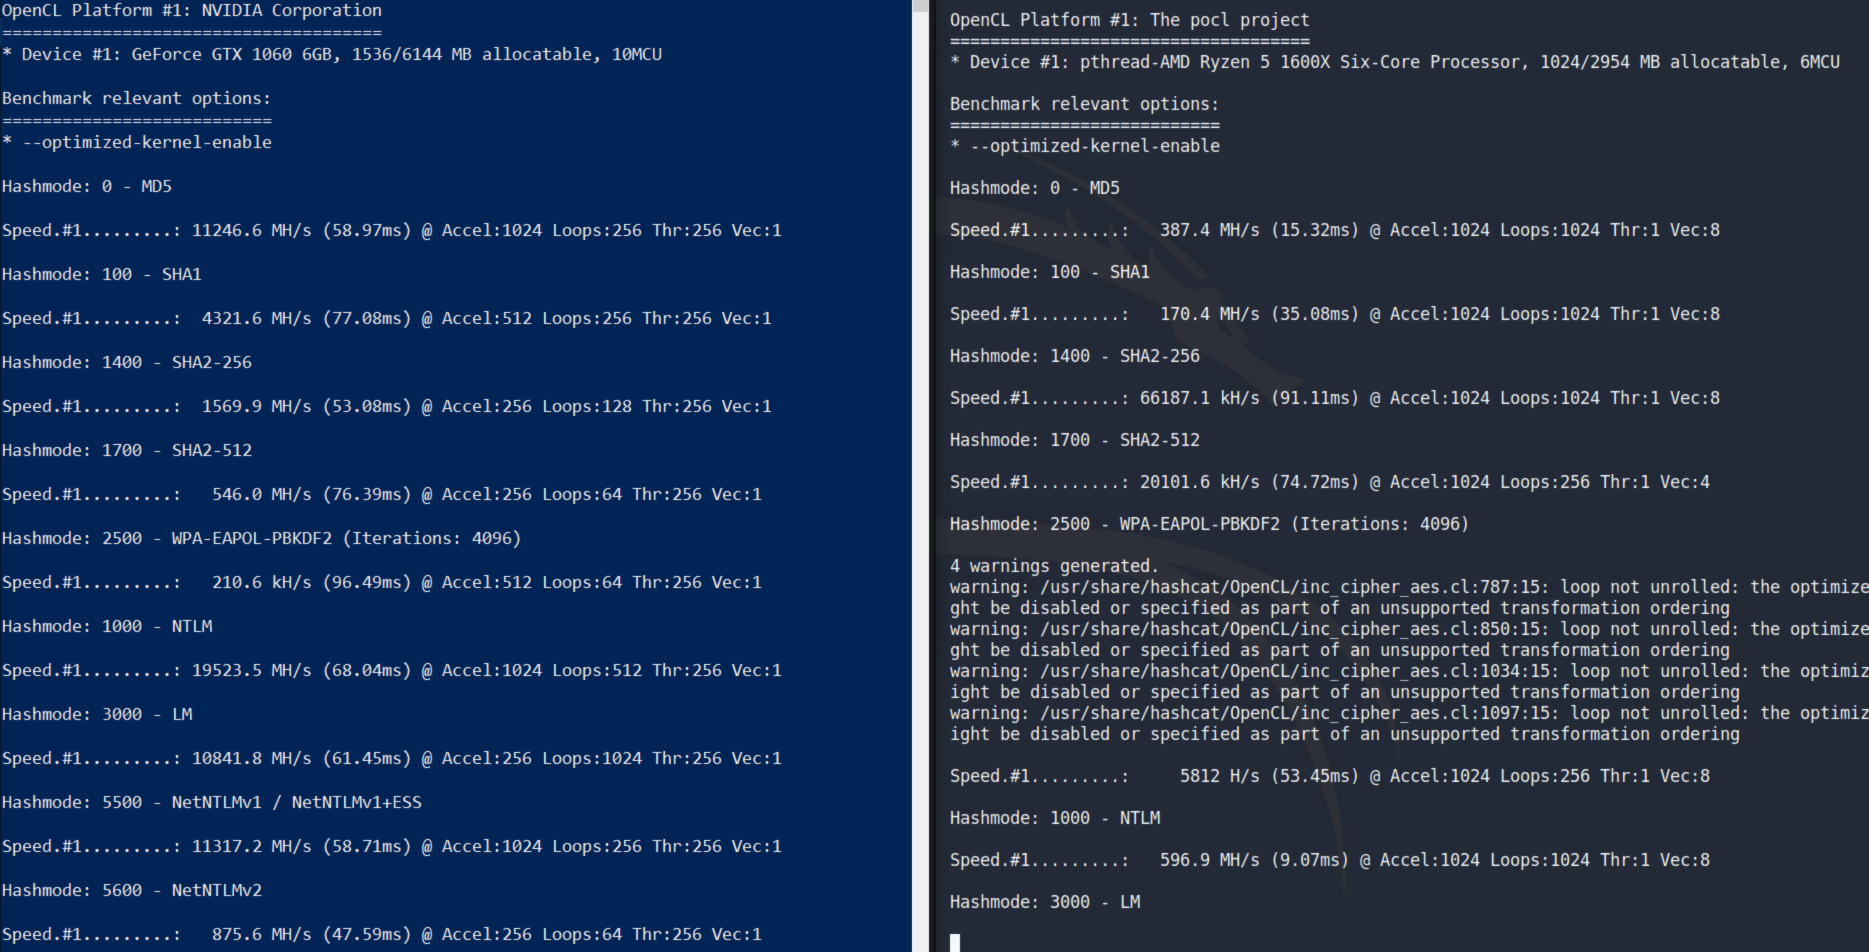 OpenCL Platform #1: NVIDIA Corporation
======================================
* Device #1: GeForce GTX 1060 6GB, 1536/6144 MB allocatable, 10MCU
Benchmark relevant options:
===========================
* --optimized-kernel-enable
Hashmode: 0 - MD5
Speed.#1.........: 11246.6 MH/s (58.97ms) @ Accel:1024 Loops:256 Thr:256 Vec:1
Hashmode: 100 - SHA1
Speed.#1.........:  4321.6 MH/s (77.08ms) @ Accel:512 Loops:256 Thr:256 Vec:1
Hashmode: 1400 - SHA2-256
Speed.#1.........:  1569.9 MH/s (53.08ms) @ Accel:256 Loops:128 Thr:256 Vec:1
Hashmode: 1700 - SHA2-512
Speed.#1.........:   546.0 MH/s (76.39ms) @ Accel:256 Loops:64 Thr:256 Vec:1
Hashmode: 2500 - WPA-EAPOL-PBKDF2 (Iterations: 4096)
Speed.#1.........:   210.6 kH/s (96.49ms) @ Accel:512 Loops:64 Thr:256 Vec:1
Hashmode: 1000 - NTLM
Speed.#1.........: 19523.5 MH/s (68.04ms) @ Accel:1024 Loops:512 Thr:256 Vec:1
Hashmode: 3000 - LM
Speed.#1.........: 10841.8 MH/s (61.45ms) @ Accel:256 Loops:1024 Thr:256 Vec:1
Hashmode: 5500 - NetNTLMv1 / NetNTLMv1+ESS
Speed.#1.........: 11317.2 MH/s (58.71ms) @ Accel:1024 Loops:256 Thr:256 Vec:1
Hashmode: 5600 - NetNTLMv2
Speed.#1.........:   875.6 MH/s (47.59ms) @ Accel:256 Loops:64 Thr:256 Vec:1
OpenCL Platform #1: The pocl project
====================================
* Device #1: pthread-AMD Ryzen 5 1600X Six-Core Processor, 1024/2954 MB allocatable, 6MCU
Benchmark relevant options:
===========================
* --optimized-kernel-enable
Hashmode: 0 - MD5
Speed.#1.........:   387.4 MH/s (15.32ms) @ Accel:1024 Loops:1024 Thr:1 Vec:8
Hashmode: 100 - SHA1
Speed.#1.........:   170.4 MH/s (35.08ms) @ Accel:1024 Loops:1024 Thr:1 Vec:8
Hashmode: 1400 - SHA2-256
Speed.#1.........: 66187.1 kH/s (91.11ms) @ Accel:1024 Loops:1024 Thr:1 Vec:8
Hashmode: 1700 - SHA2-512
Speed.#1.........: 20101.6 kH/s (74.72ms) @ Accel:1024 Loops:256 Thr:1 Vec:4
Hashmode: 2500 - WPA-EAPOL-PBKDF2 (Iterations: 4096)
4 warnings generated.
warning: /usr/share/hashcat/OpenCL/inc_cipher_aes.cl:787:15: loop not unrolled: the optimize
ght be disabled or specified as part of an unsupported transformation ordering
warning: /usr/share/hashcat/OpenCL/inc_cipher_aes.cl:850:15: loop not unrolled: the optimize
ght be disabled or specified as part of an unsupported transformation ordering
warning: /usr/share/hashcat/OpenCL/inc_cipher_aes.cl:1034:15: loop not unrolled: the optimiz
ight be disabled or specified as part of an unsupported transformation ordering
warning: /usr/share/hashcat/OpenCL/inc_cipher_aes.cl:1097:15: loop not unrolled: the optimiz
ight be disabled or specified as part of an unsupported transformation ordering
Speed.#1.........:     5812 H/s (53.45ms) @ Accel:1024 Loops:256 Thr:1 Vec:8
Hashmode: 1000 - NTLM
Speed.#1.........:   596.9 MH/s (9.07ms) @ Accel:1024 Loops:1024 Thr:1 Vec:8
Hashmode: 3000 - LM